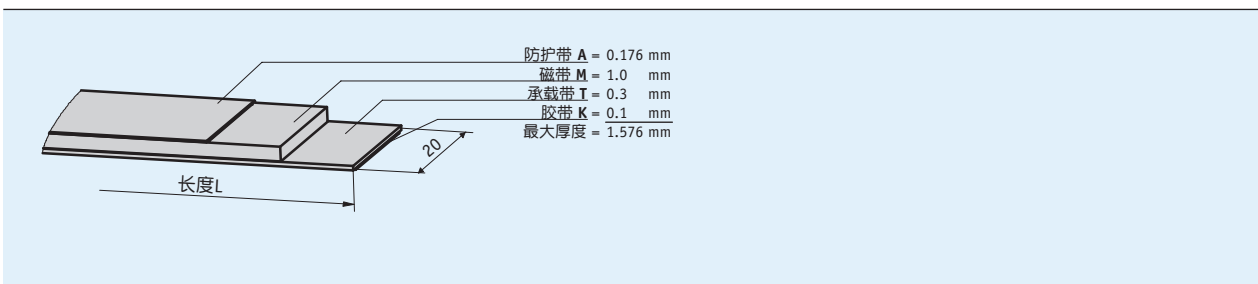 防护带 A = 0.176 mm
磁带 M = 1.0 mm
承载带 T = 0.3 mm
胶带 K = 0.1 mm
最大厚度 = 1.576 mm
20
长度L